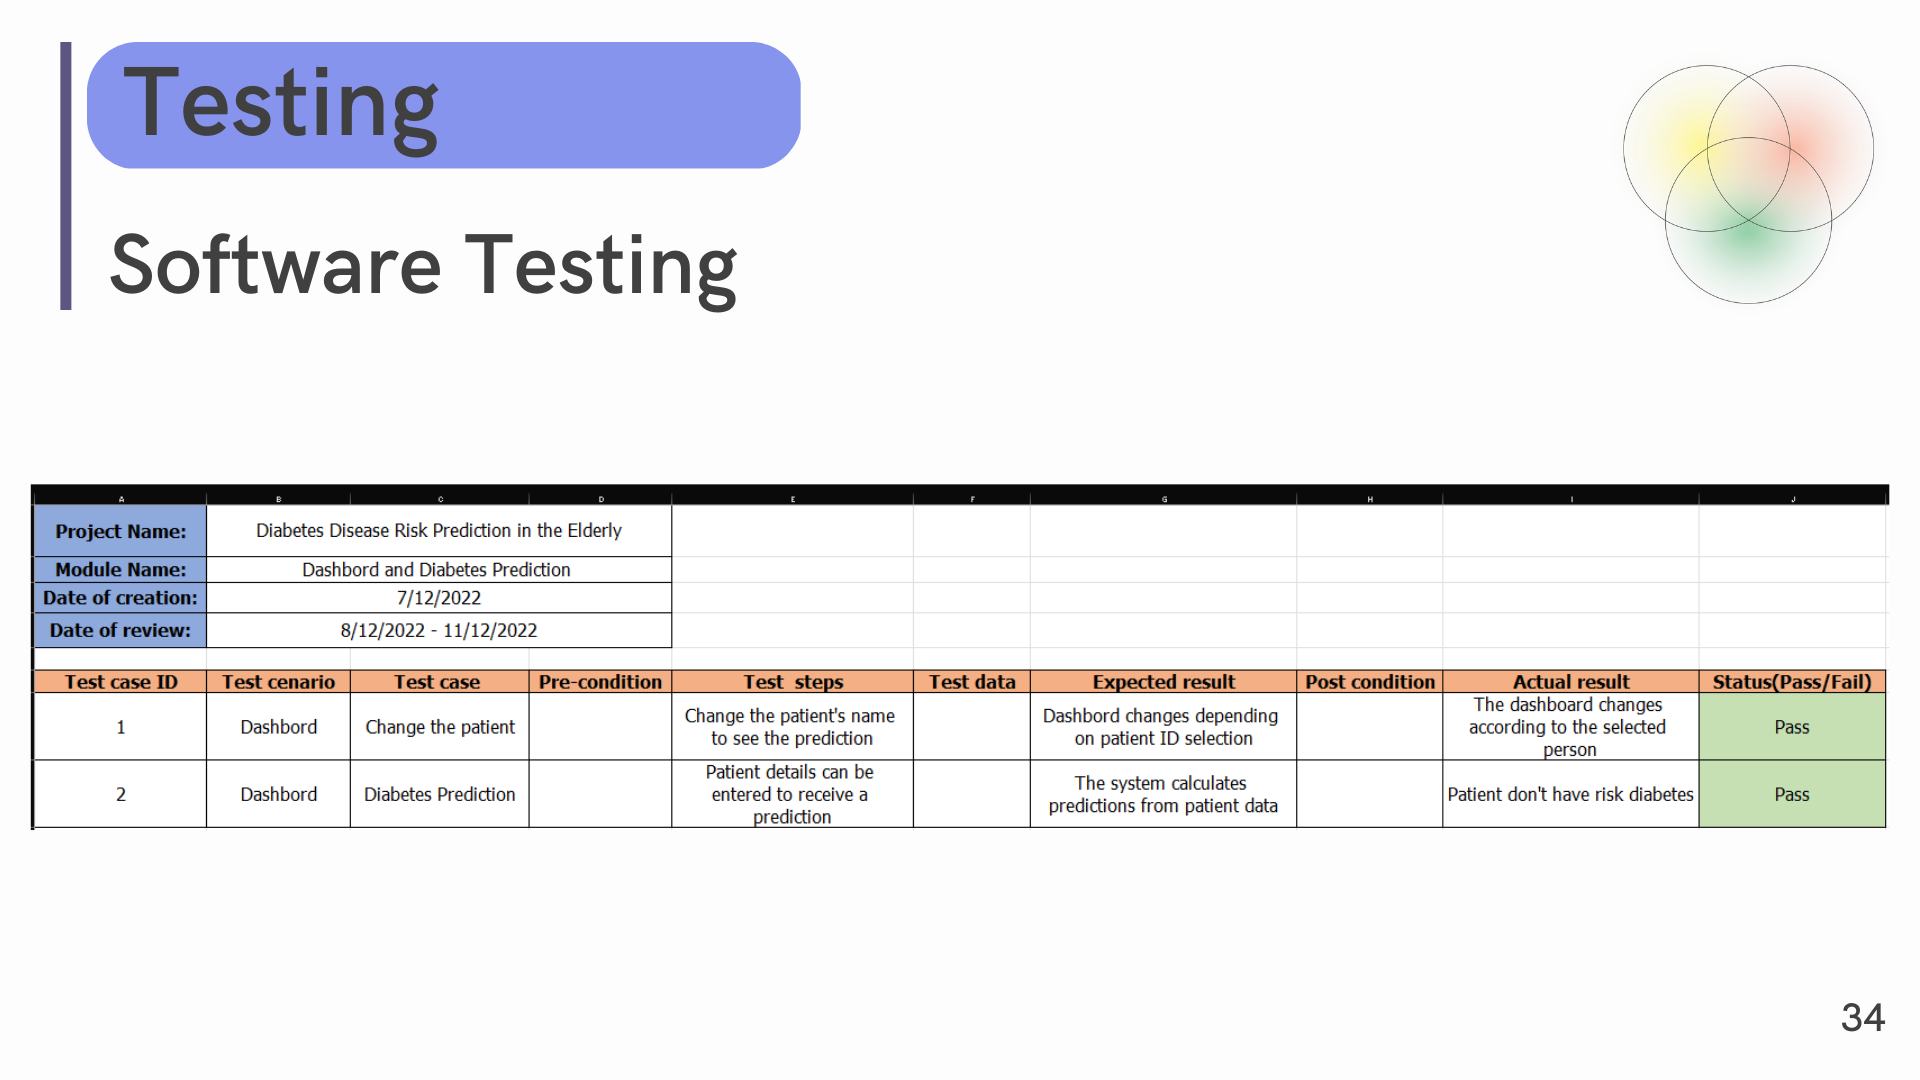 Testing
Software Testing
A B C D E F G H I J
Project Name: Diabetes Disease Risk Prediction in the Elderly
Module Name: Dashbord and Diabetes Prediction
Date of creation: 7/12/2022
Date of review: 8/12/2022 - 11/12/2022
Test case ID Test cenario Test case Pre-condition Test steps Test data Expected result Post condition Actual result Status(Pass/Fail)
1
Dashbord
Change the patient
Change the patient's name
to see the prediction
Dashbord changes depending
on patient ID selection
The dashboard changes
according to the selected
person
Pass
2
Dashbord
Diabetes Prediction
Patient details can be
entered to receive a
prediction
The system calculates
predictions from patient data
Patient don't have risk diabetes
Pass
34